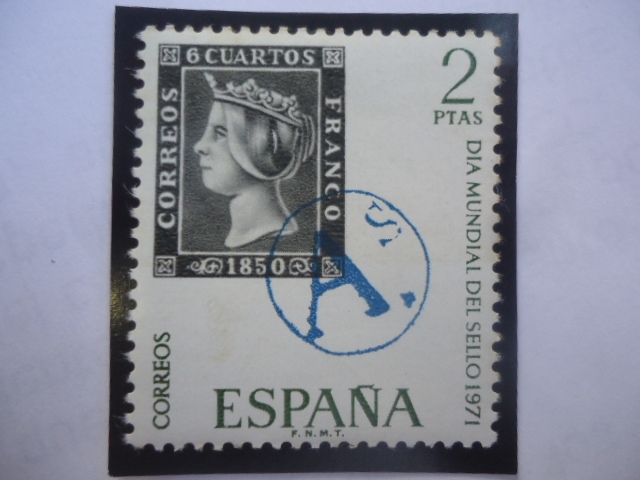 6 CUARTOS
CORREOS
FRANCO
1850
2
PTAS
DIA MUNDIAL DEL SELLO 1971
A S
CORREOS
ESPAÑA
F. N. M. T.